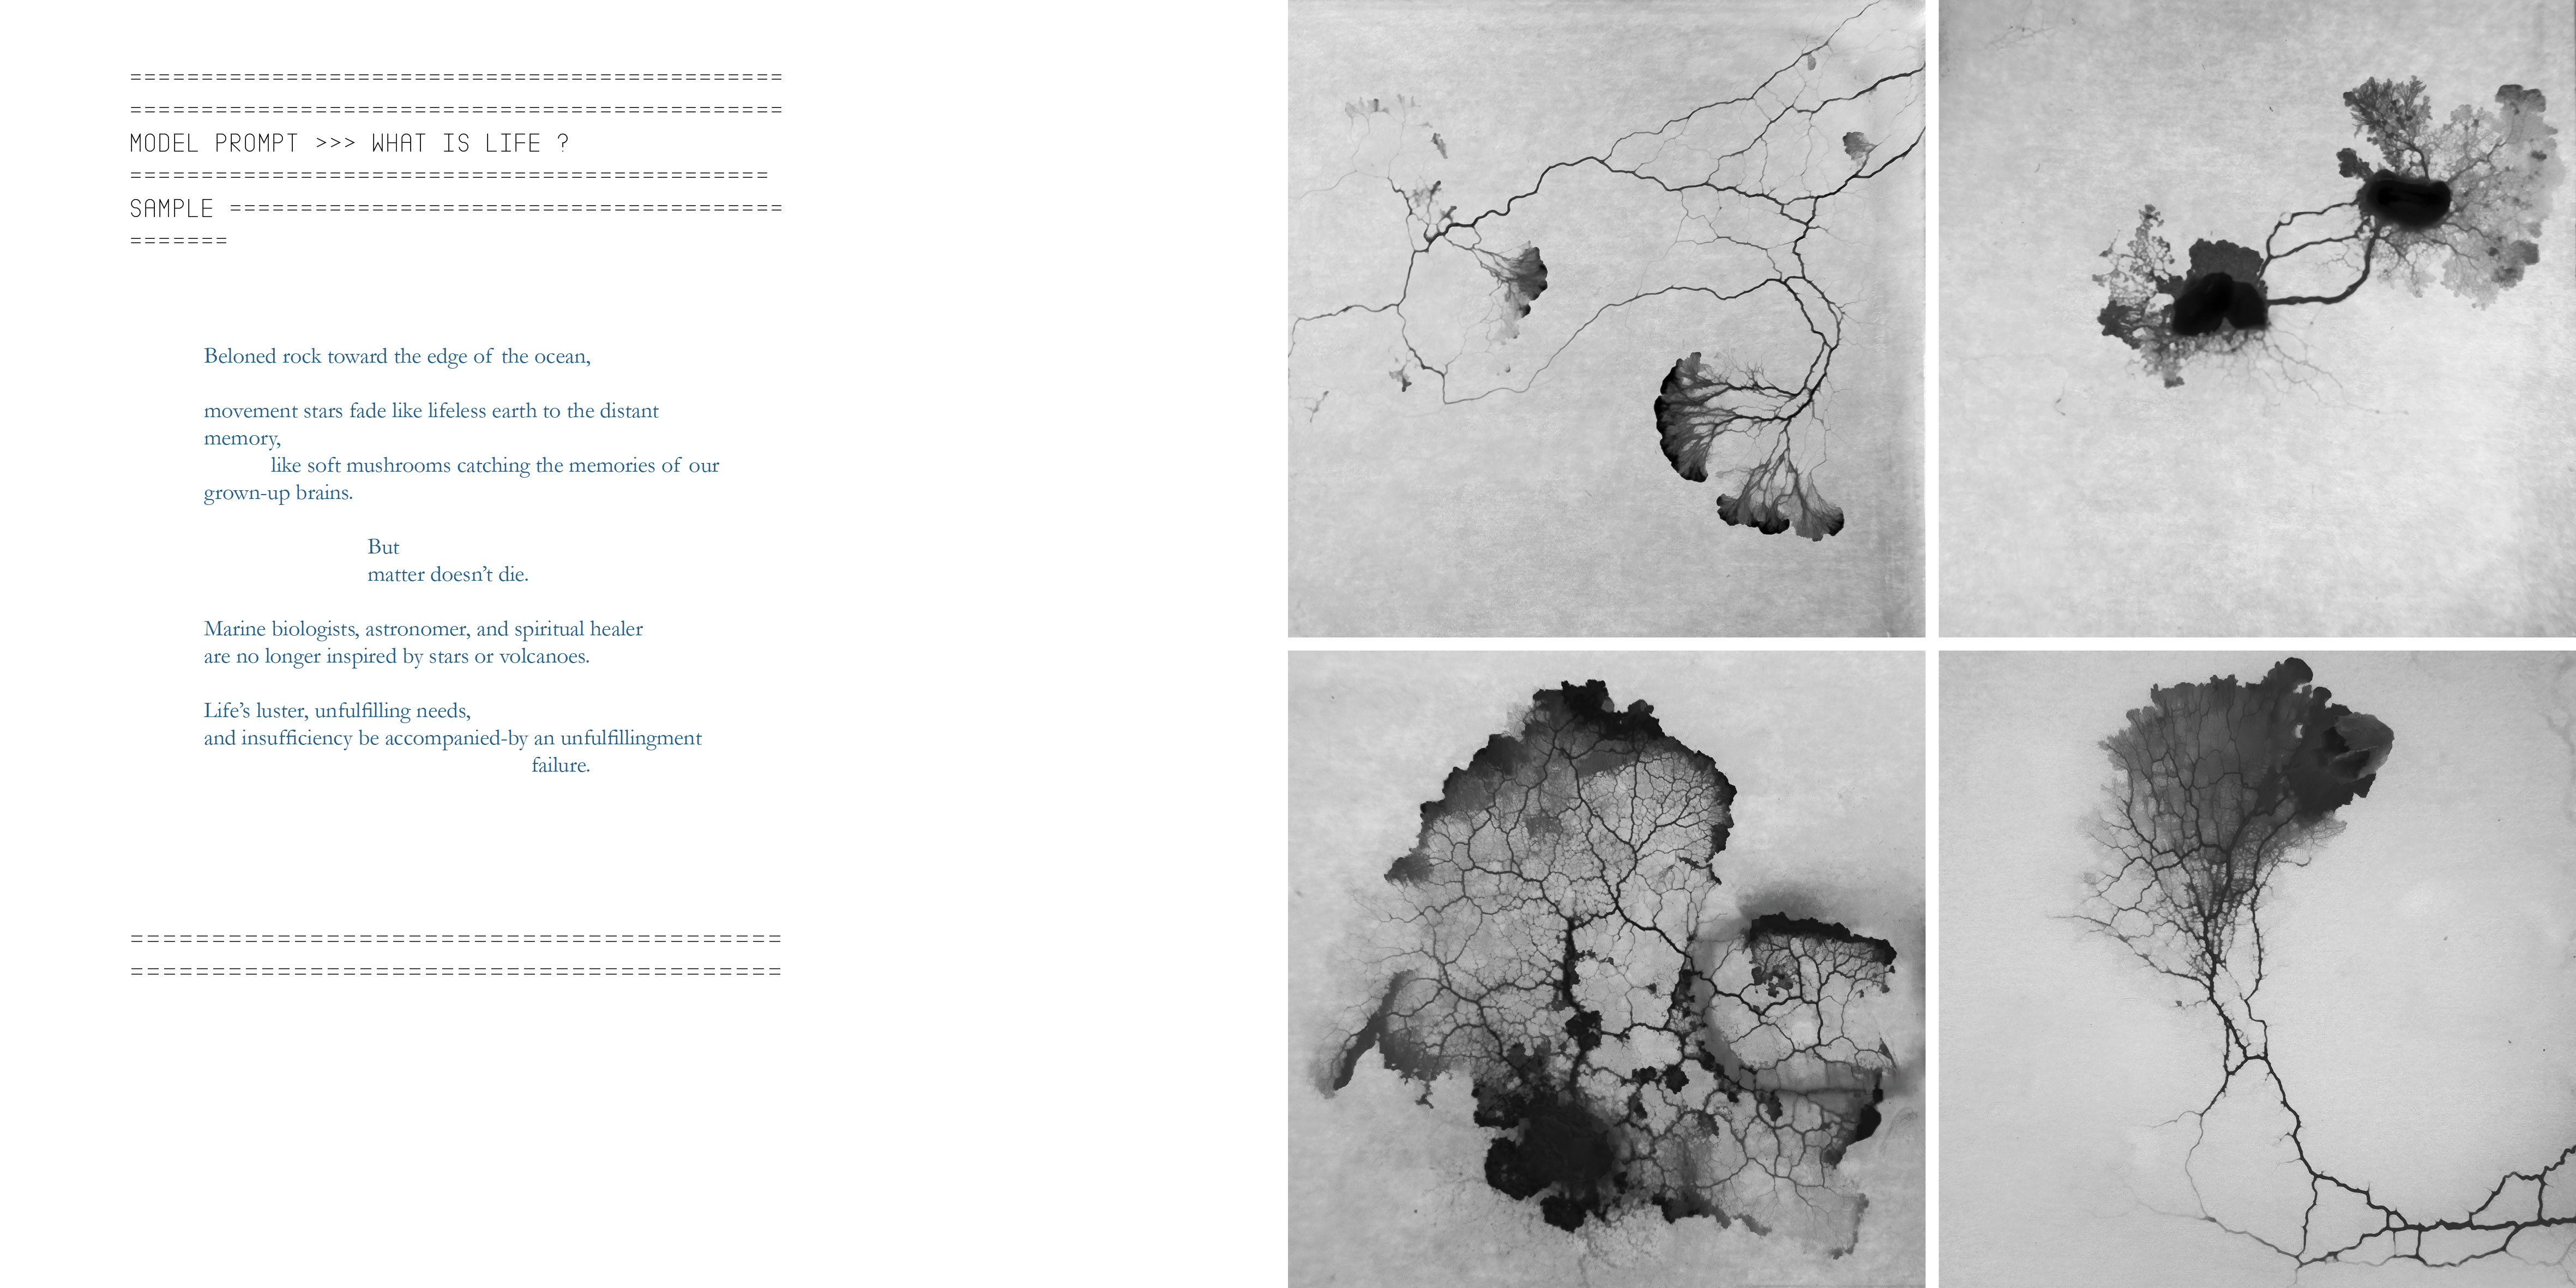 ==============================================
==============================================
MODEL PROMPT >>> WHAT IS LIFE ?
=============================================
SAMPLE =======================================
=======
Beloned rock toward the edge of the ocean,
movement stars fade like lifeless earth to the distant
memory,
like soft mushrooms catching the memories of our
grown-up brains.
But
matter doesn’t die.
Marine biologists, astronomer, and spiritual healer
are no longer inspired by stars or volcanoes.
Life’s luster, unfulfilling needs,
and insufficiency be accompanied-by an unfulfillingment
failure.
========================================
========================================